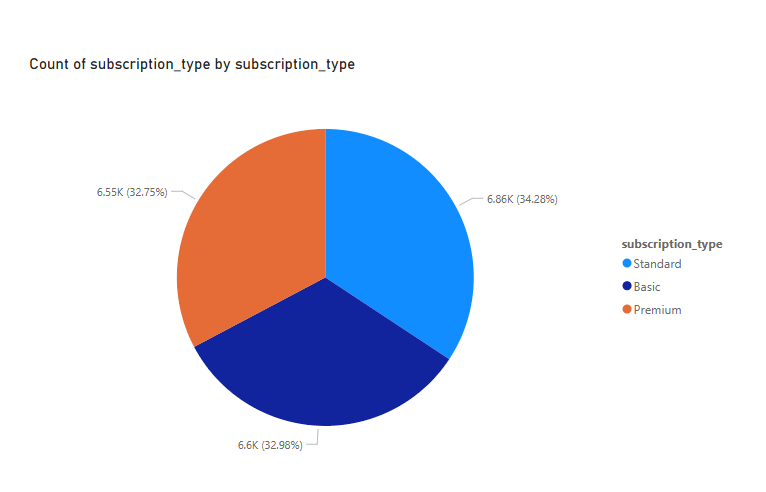 Count of subscription_type by subscription_type
6.55K (32.75%)
6.86K (34.28%)
6.6K (32.98%)
subscription_type
Standard
Basic
Premium